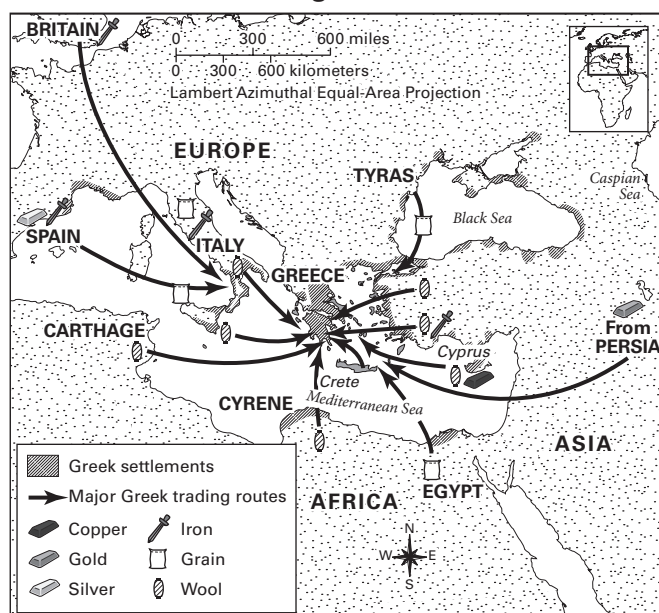 BRITAIN
0 300 600 miles
0 300 600 kilometers
Lambert Azimuthal Equal-Area Projection
EUROPE
TYRAS
Caspian
Sea
Black Sea
SPAIN
ITALY
GREECE
CARTHAGE
From
PERSIA
Cyprus
Crete
CYRENE
Mediterranean Sea
ASIA
Greek settlements
Major Greek trading routes
AFRICA
EGYPT
Copper
Iron
Gold
Grain
Silver
Wool
N
W
E
S